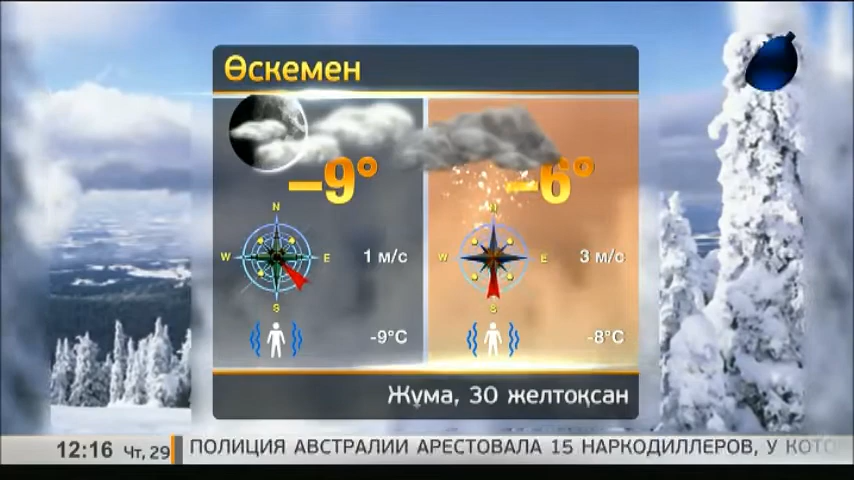 Өскемен
–9°
–6°
N
W
E
S
1 м/с
N
W
E
S
3 м/с
-9°C
-8°C
Жұма, 30 желтоқсан
12:16 Чт, 29
ПОЛИЦИЯ АВСТРАЛИИ АРЕСТОВАЛА 15 НАРКОДИЛЛЕРОВ, У КОТО